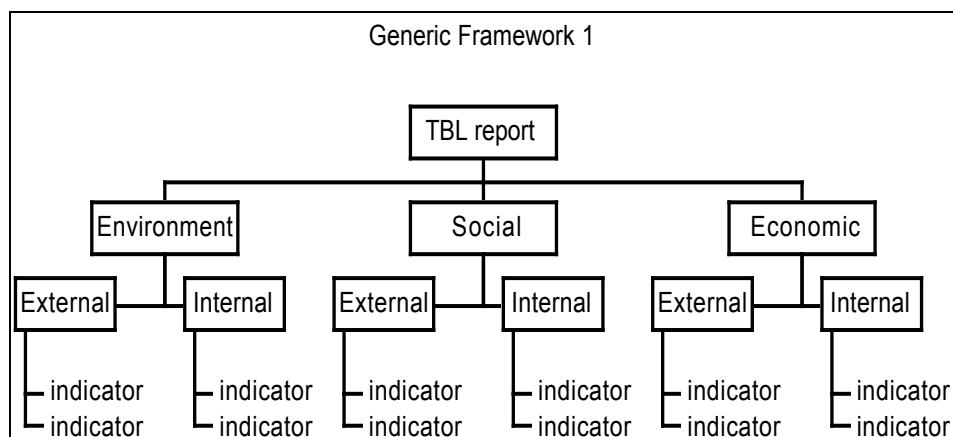 Generic Framework 1
TBL report
Environment Social Economic
External Internal External Internal External Internal
indicator indicator indicator indicator indicator indicator
indicator indicator indicator indicator indicator indicator